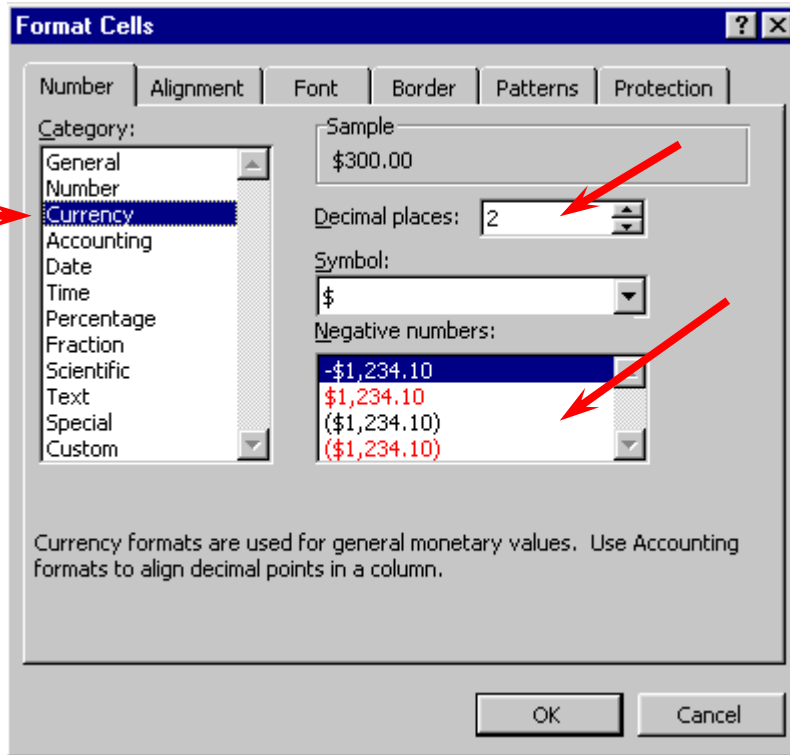 Format Cells
Number Alignment Font Border Patterns Protection
Category:
General
Number
Currency
Accounting
Date
Time
Percentage
Fraction
Scientific
Text
Special
Custom
Sample
$300.00
Decimal places: 2
Symbol:
$
Negative numbers:
-$1,234.10
$1,234.10
($1,234.10)
($1,234.10)
Currency formats are used for general monetary values.  Use Accounting
formats to align decimal points in a column.
OK Cancel